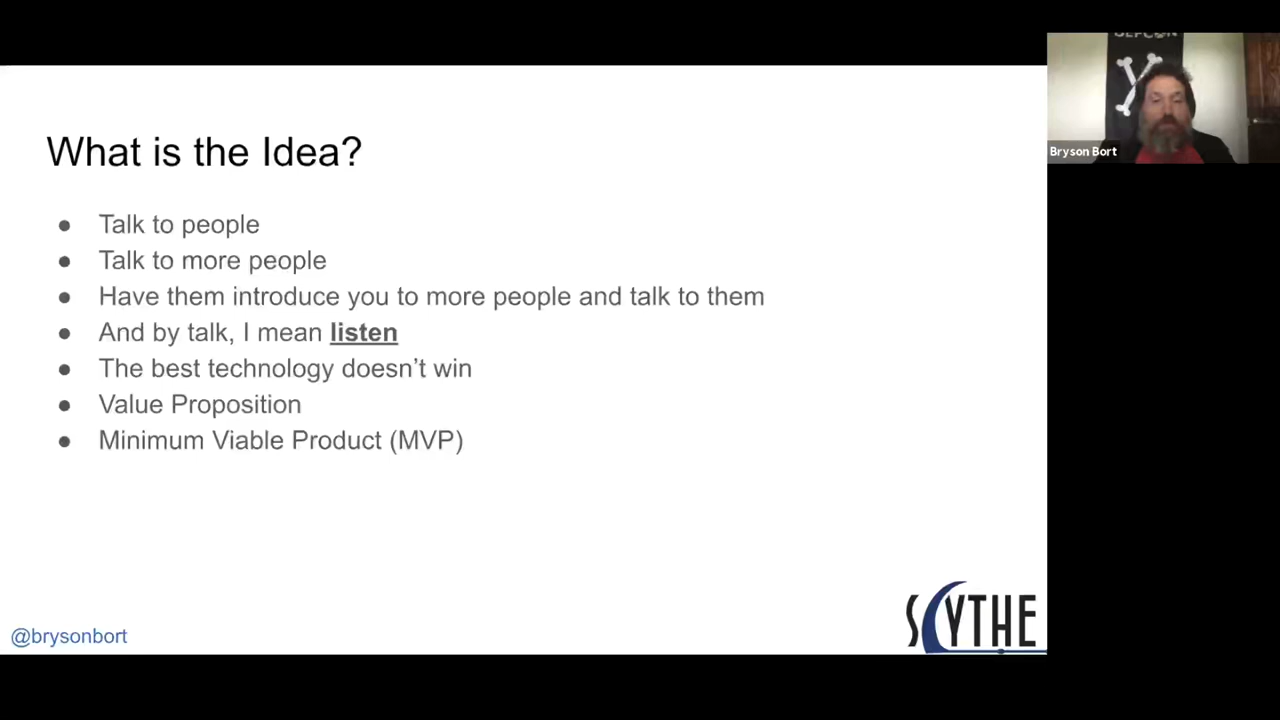 What is the Idea?
● Talk to people
● Talk to more people
● Have them introduce you to more people and talk to them
● And by talk, I mean listen
● The best technology doesn’t win
● Value Proposition
● Minimum Viable Product (MVP)
@brysonbort
SCYTHE
DEFCON
Bryson Bort